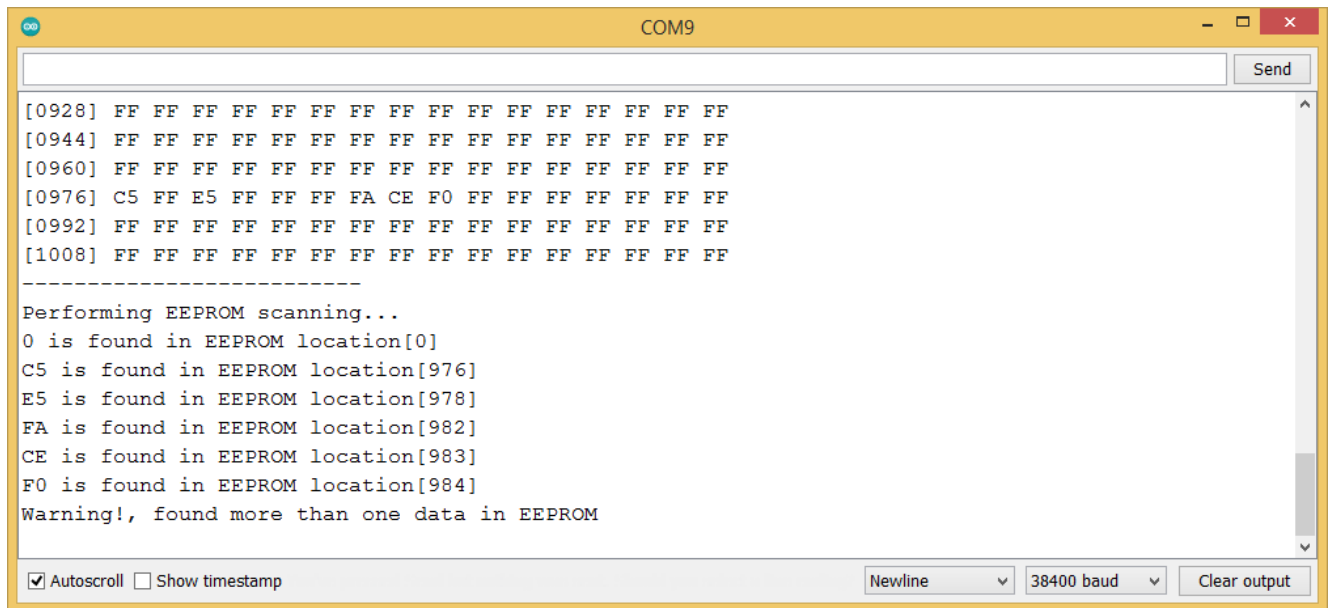 COM9
Send
[0928] FF FF FF FF FF FF FF FF FF FF FF FF FF FF FF FF
[0944] FF FF FF FF FF FF FF FF FF FF FF FF FF FF FF FF
[0960] FF FF FF FF FF FF FF FF FF FF FF FF FF FF FF FF
[0976] C5 FF E5 FF FF FF FA CE F0 FF FF FF FF FF FF FF
[0992] FF FF FF FF FF FF FF FF FF FF FF FF FF FF FF FF
[1008] FF FF FF FF FF FF FF FF FF FF FF FF FF FF FF FF
--------------------------
Performing EEPROM scanning...
0 is found in EEPROM location[0]
C5 is found in EEPROM location[976]
E5 is found in EEPROM location[978]
FA is found in EEPROM location[982]
CE is found in EEPROM location[983]
F0 is found in EEPROM location[984]
Warning!, found more than one data in EEPROM
Autoscroll Show timestamp Newline 38400 baud Clear output